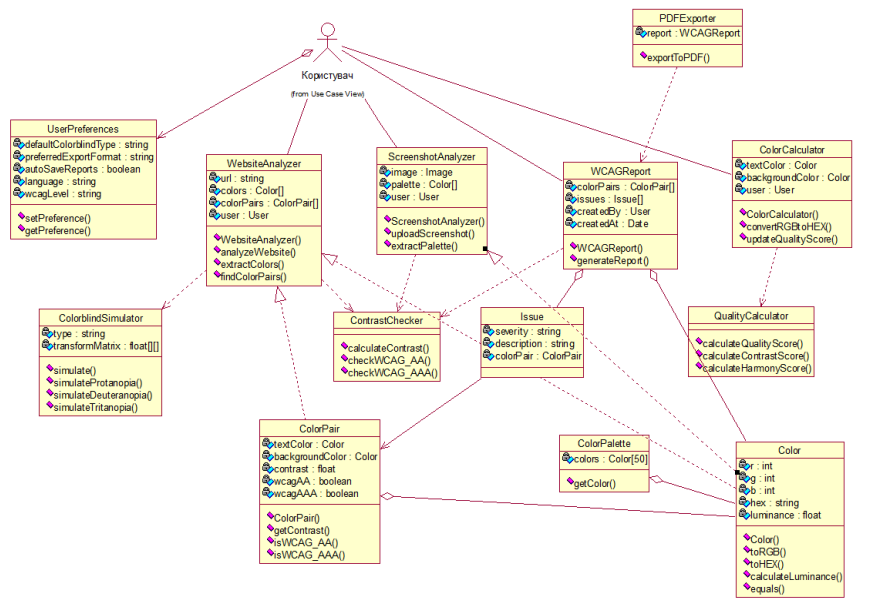 PDFExporter
report : WCAGReport
exportToPDF()
Користувач
(from Use Case View)
UserPreferences
defaultColorblindType : string
preferredExportFormat : string
autoSaveReports : boolean
language : string
wcagLevel : string
setPreference()
getPreference()
WebsiteAnalyzer
url : string
colors : Color[]
colorPairs : ColorPair[]
user : User
WebsiteAnalyzer()
analyzeWebsite()
extractColors()
findColorPairs()
ScreenshotAnalyzer
image : Image
palette : Color[]
user : User
ScreenshotAnalyzer()
uploadScreenshot()
extractPalette()
WCAGReport
colorPairs : ColorPair[]
issues : Issue[]
createdBy : User
createdAt : Date
WCAGReport()
generateReport()
ColorCalculator
textColor : Color
backgroundColor : Color
user : User
ColorCalculator()
convertRGBtoHEX()
updateQualityScore()
ColorblindSimulator
type : string
transformMatrix : float[][]
simulate()
simulateProtanopia()
simulateDeuteranopia()
simulateTritanopia()
ContrastChecker
calculateContrast()
checkWCAG_AA()
checkWCAG_AAA()
Issue
severity : string
description : string
colorPair : ColorPair
QualityCalculator
calculateQualityScore()
calculateContrastScore()
calculateHarmonyScore()
ColorPair
textColor : Color
backgroundColor : Color
contrast : float
wcagAA : boolean
wcagAAA : boolean
ColorPair()
getContrast()
isWCAG_AA()
isWCAG_AAA()
ColorPalette
colors : Color[50]
getColor()
Color
r : int
g : int
b : int
hex : string
luminance : float
Color()
toRGB()
toHEX()
calculateLuminance()
equals()